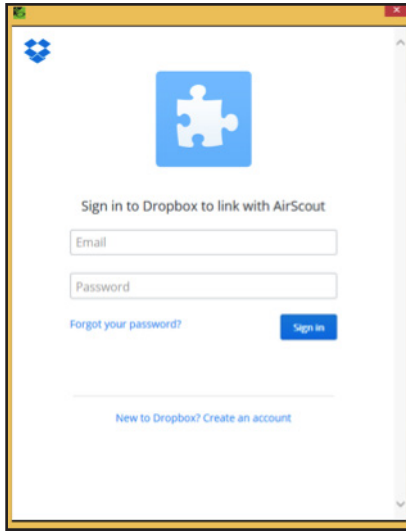 Sign in to Dropbox to link with AirScout
Email
Password
Forgot your password?
Sign in
New to Dropbox? Create an account